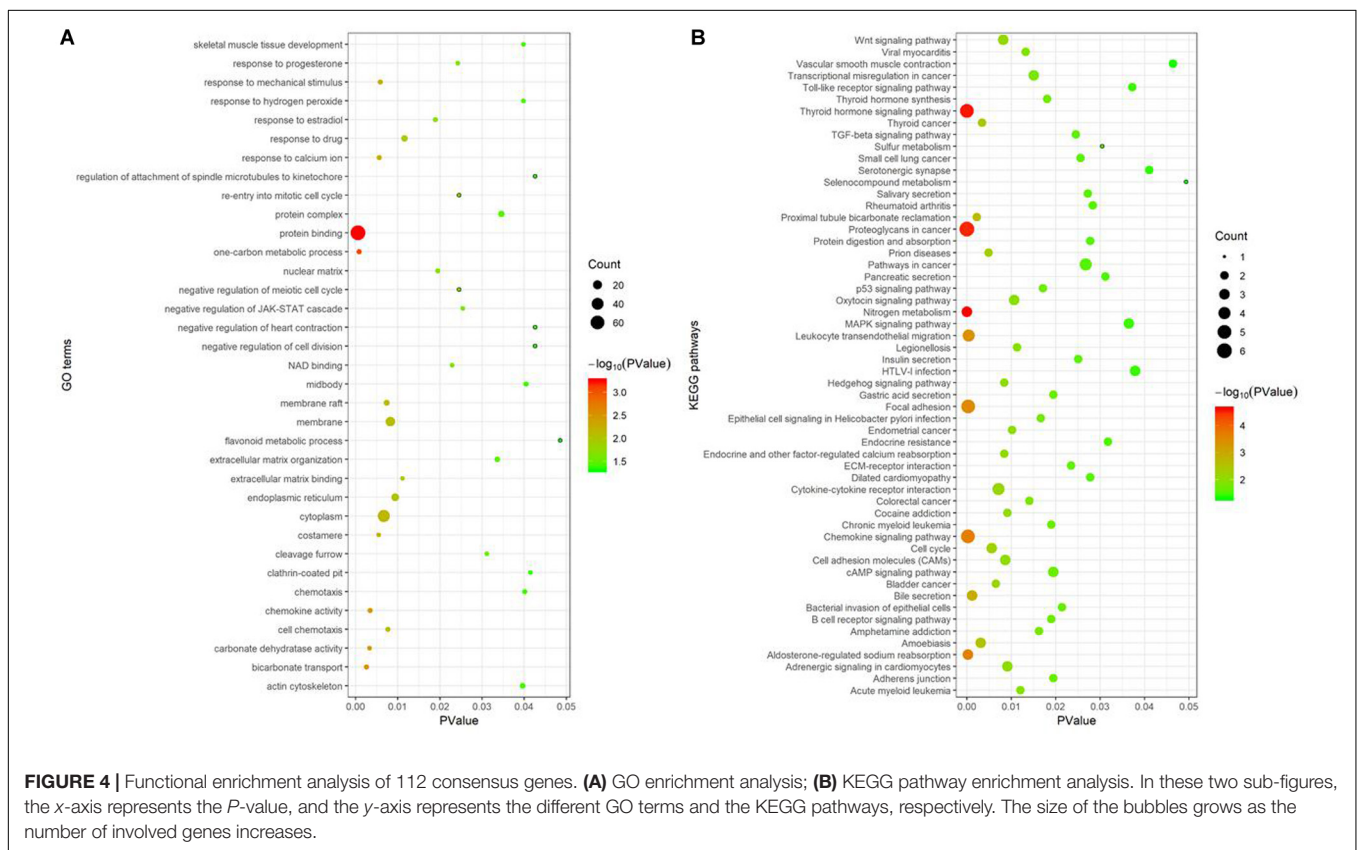 A
skeletal muscle tissue development
response to progesterone
response to mechanical stimulus
response to hydrogen peroxide
response to estradiol
response to drug
response to calcium ion
regulation of attachment of spindle microtubules to kinetochore
re-entry into mitotic cell cycle
protein complex
protein binding
one-carbon metabolic process
nuclear matrix
negative regulation of meiotic cell cycle
negative regulation of JAK-STAT cascade
negative regulation of heart contraction
negative regulation of cell division
NAD binding
midbody
membrane raft
membrane
flavonoid metabolic process
extracellular matrix organization
extracellular matrix binding
endoplasmic reticulum
cytoplasm
costamere
cleavage furrow
clathrin-coated pit
chemotaxis
chemokine activity
cell chemotaxis
carbonate dehydratase activity
bicarbonate transport
actin cytoskeleton
GO terms
0.00 0.01 0.02 0.03 0.04 0.05
PValue
Count
20
40
60
−log10(PValue)
3.0
2.5
2.0
1.5
B
Wnt signaling pathway
Viral myocarditis
Vascular smooth muscle contraction
Transcriptional misregulation in cancer
Toll-like receptor signaling pathway
Thyroid hormone synthesis
Thyroid hormone signaling pathway
Thyroid cancer
TGF-beta signaling pathway
Sulfur metabolism
Small cell lung cancer
Serotonergic synapse
Selenocompound metabolism
Salivary secretion
Rheumatoid arthritis
Proximal tubule bicarbonate reclamation
Proteoglycans in cancer
Protein digestion and absorption
Prion diseases
Pathways in cancer
Pancreatic secretion
p53 signaling pathway
Oxytocin signaling pathway
Nitrogen metabolism
MAPK signaling pathway
Leukocyte transendothelial migration
Legionellosis
Insulin secretion
HTLV-I infection
Hedgehog signaling pathway
Gastric acid secretion
Focal adhesion
Epithelial cell signaling in Helicobacter pylori infection
Endometrial cancer
Endocrine resistance
Endocrine and other factor-regulated calcium reabsorption
ECM-receptor interaction
Dilated cardiomyopathy
Cytokine-cytokine receptor interaction
Colorectal cancer
Cocaine addiction
Chronic myeloid leukemia
Chemokine signaling pathway
Cell cycle
Cell adhesion molecules (CAMs)
cAMP signaling pathway
Bladder cancer
Bile secretion
Bacterial invasion of epithelial cells
B cell receptor signaling pathway
Amphetamine addiction
Amoebiasis
Aldosterone-regulated sodium reabsorption
Adrenergic signaling in cardiomyocytes
Adherens junction
Acute myeloid leukemia
KEGG pathways
0.00 0.01 0.02 0.03 0.04 0.05
PValue
Count
1
2
3
4
5
6
−log10(PValue)
4
3
2
FIGURE 4 | Functional enrichment analysis of 112 consensus genes. (A) GO enrichment analysis; (B) KEGG pathway enrichment analysis. In these two sub-figures,
the x-axis represents the P-value, and the y-axis represents the different GO terms and the KEGG pathways, respectively. The size of the bubbles grows as the
number of involved genes increases.